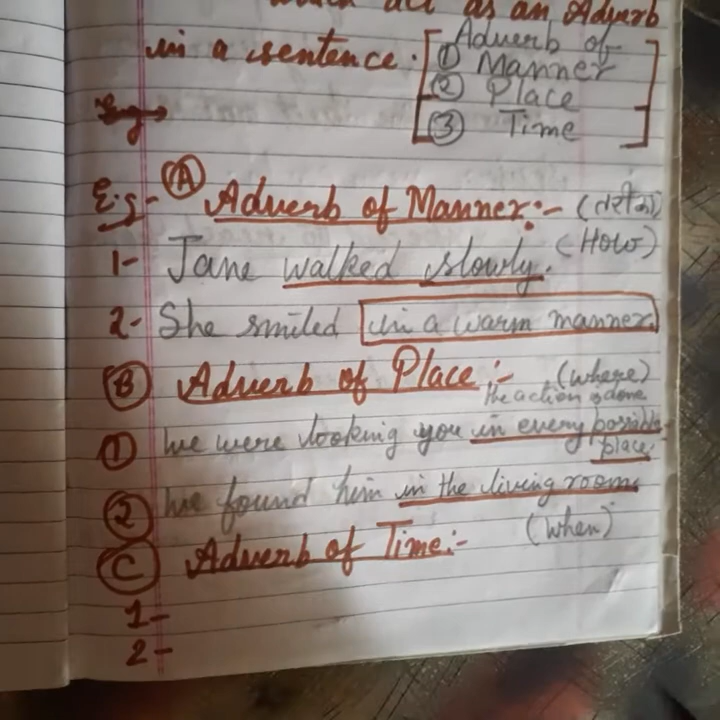 which act as an Adverb
in a sentence. Adverb of
① Manner
② Place
③ Time
E.g- Ⓐ Adverb of Manner:- (तरीका)
(How)
1- Jane walked slowly.
2- She smiled in a warm manner.
Ⓑ Adverb of Place:- (where)
the action is done
① We were looking you in every possible
place.
② We found him in the living room
Ⓒ Adverb of Time:- (when)
1-
2-